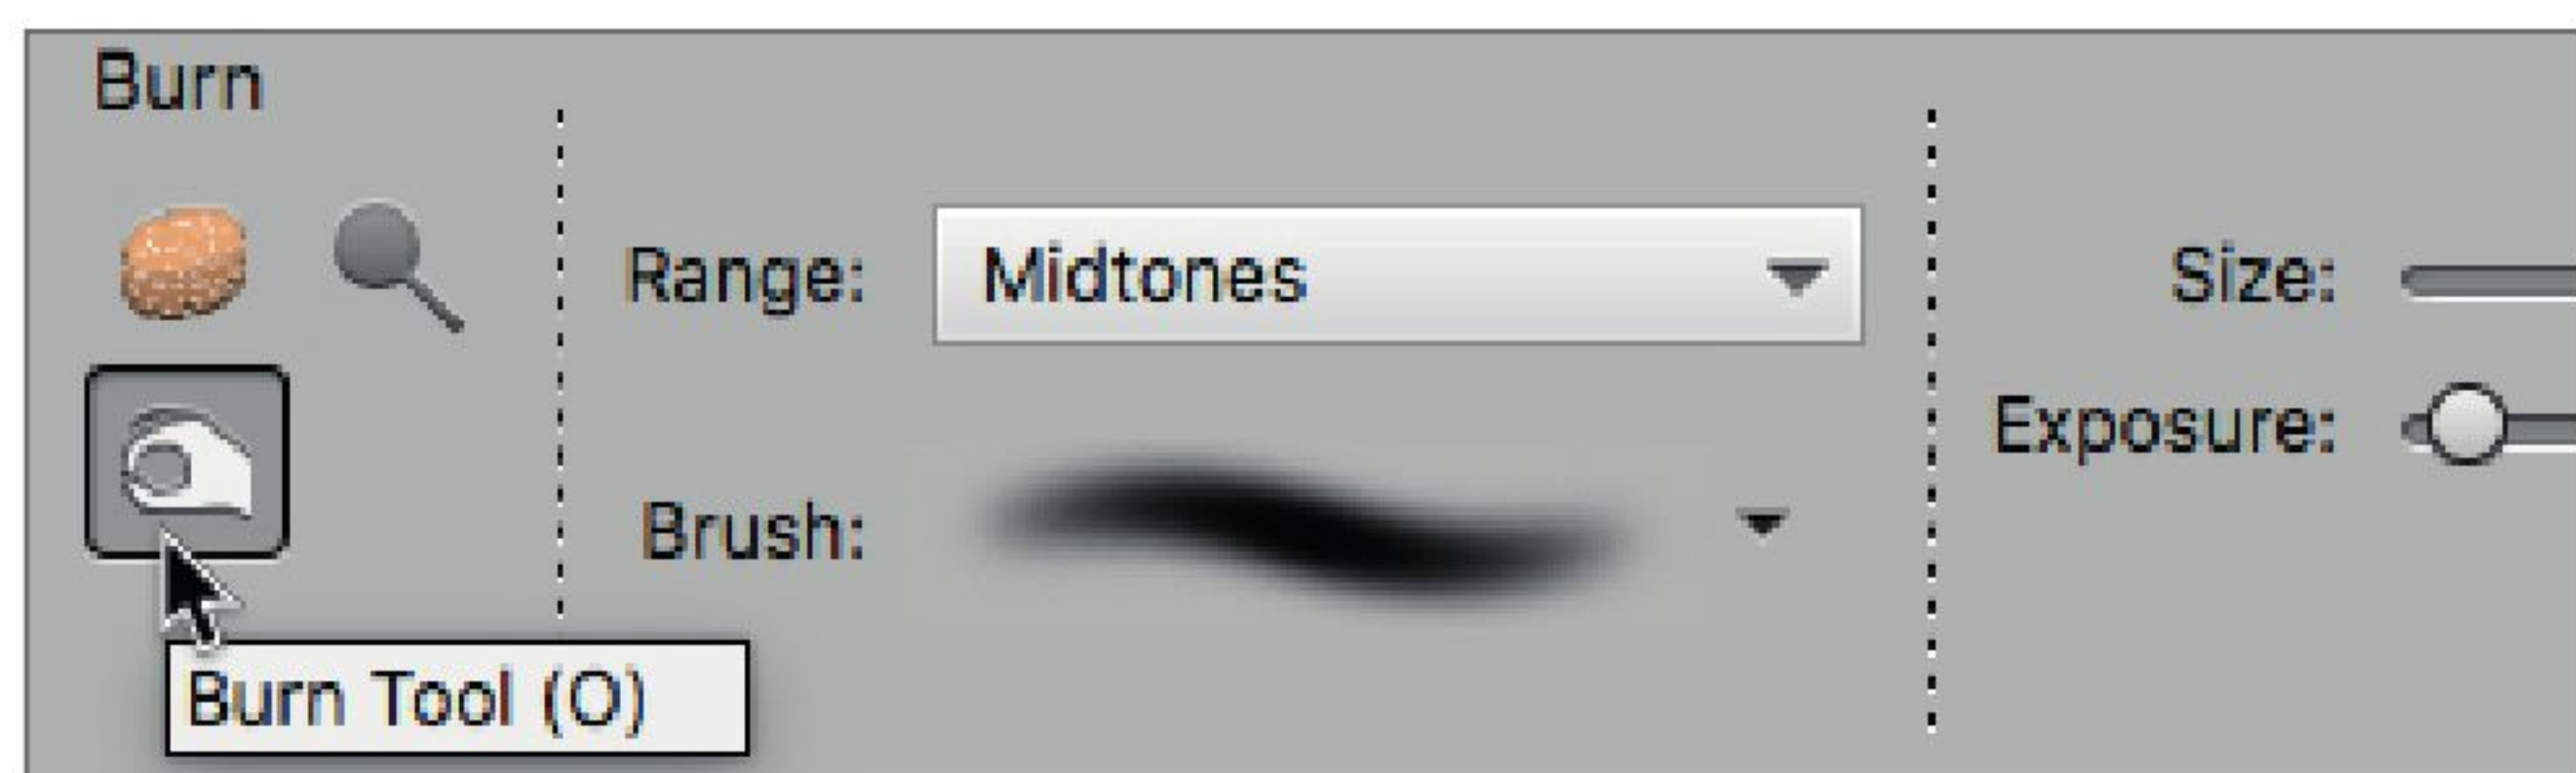 Burn
Range: Midtones
Size:
Exposure:
Brush:
Burn Tool (O)